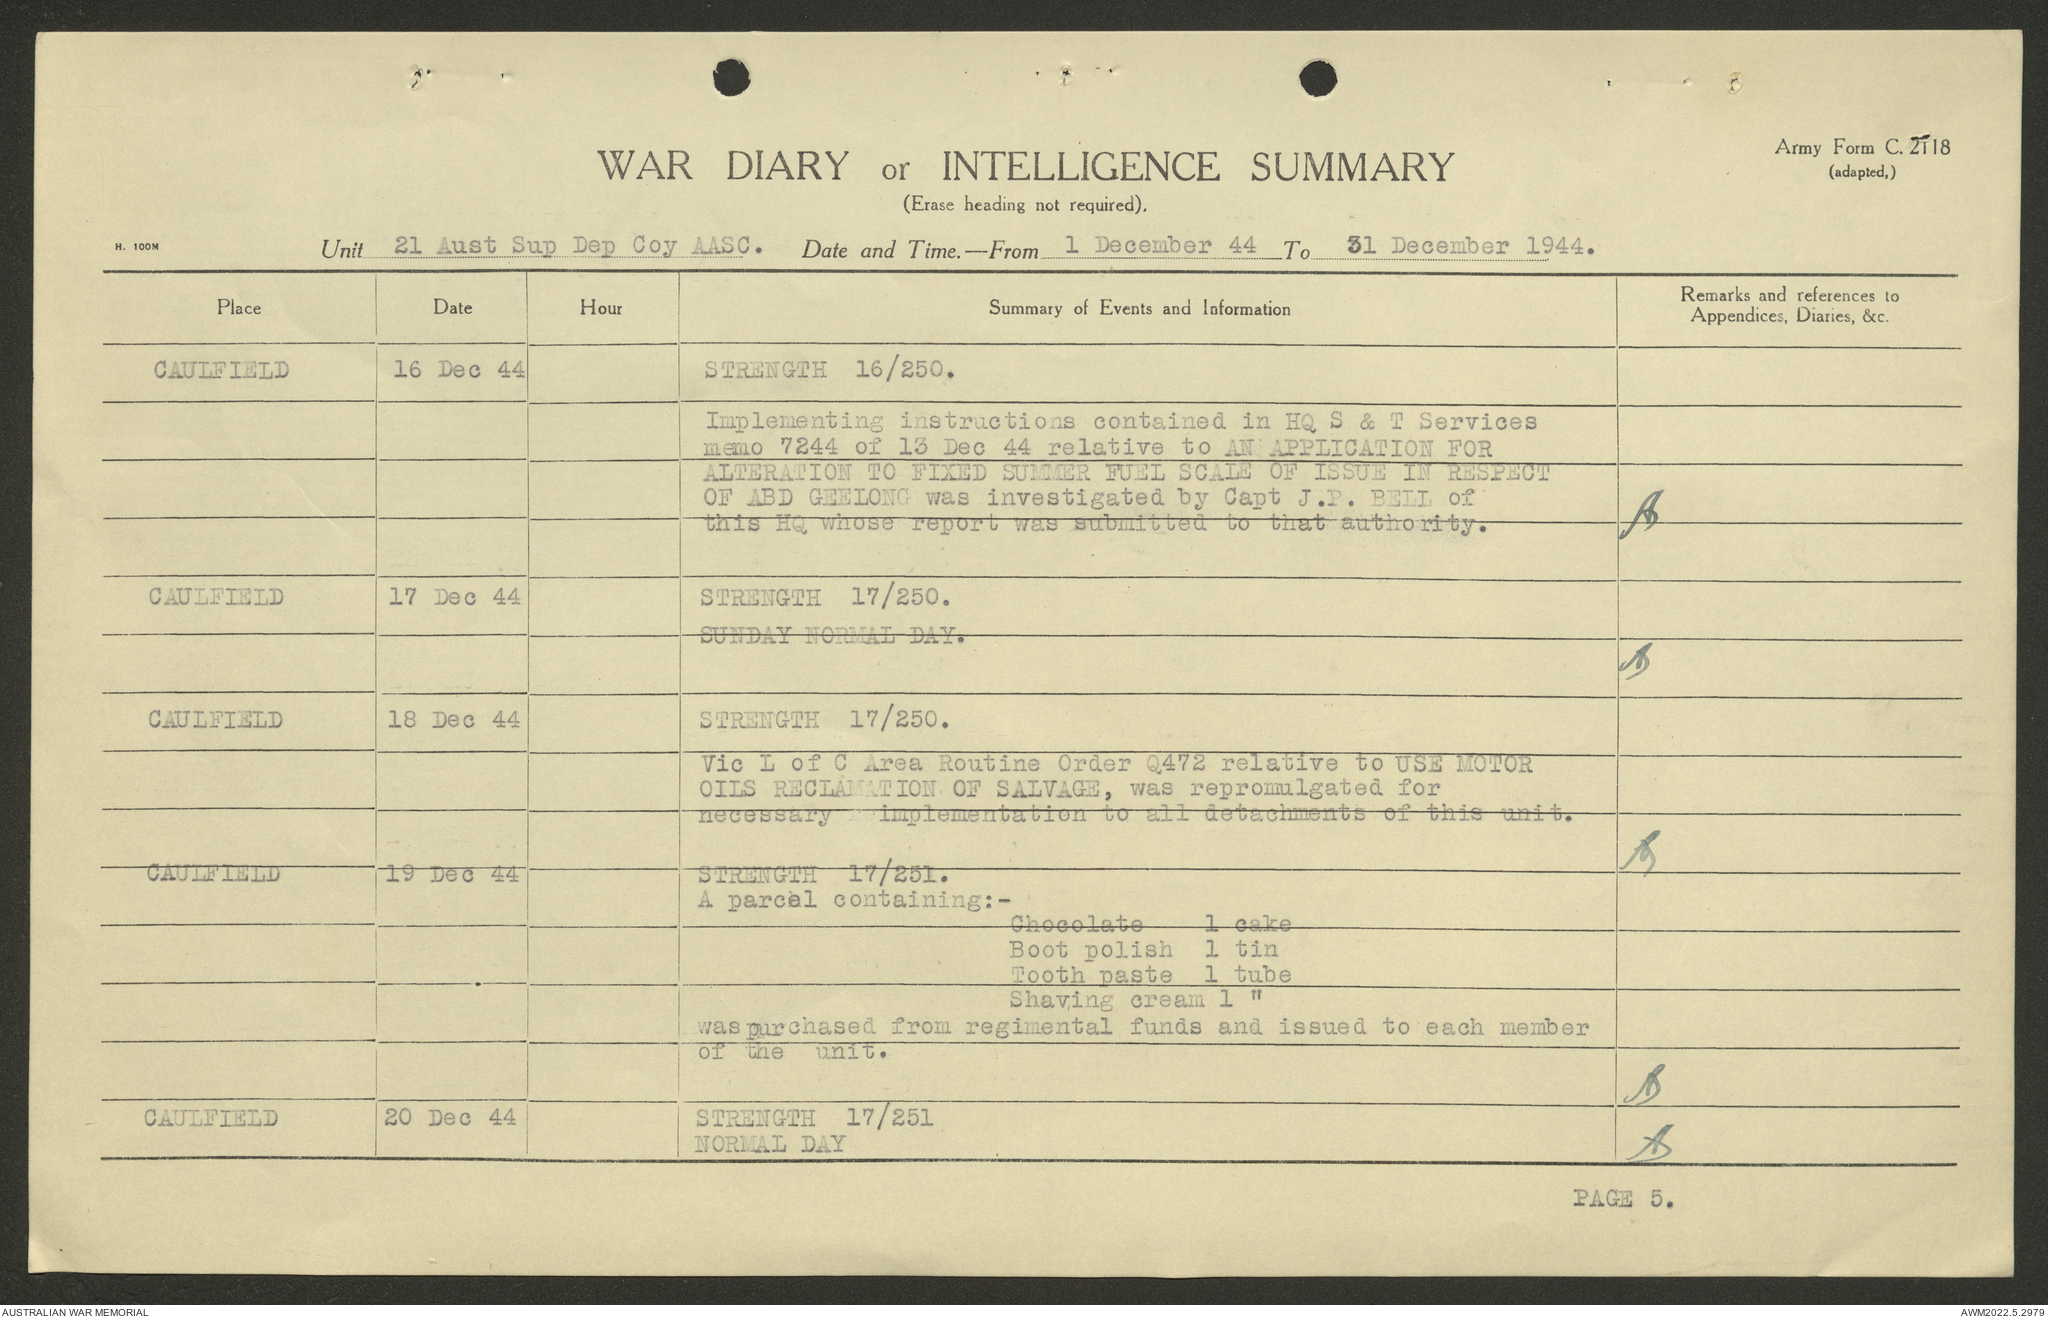 WAR DIARY or INTELLIGENCE SUMMARY
Army Form C. 2118
(adapted,)
(Erase heading not required).
H. 100M
Unit 21 Aust Sup Dep Coy AASC. Date and Time.—From 1 December 44 To 31 December 1944.
Place Date Hour Summary of Events and Information Remarks and references to
Appendices, Diaries, &c.
CAULFIELD 16 Dec 44 STRENGTH 16/250.
Implementing instructions contained in HQ S & T Services
memo 7244 of 13 Dec 44 relative to AN APPLICATION FOR
ALTERATION TO FIXED SUMMER FUEL SCALE OF ISSUE IN RESPECT
OF ABD GEELONG was investigated by Capt J.P. BELL of
this HQ whose report was submitted to that authority.
CAULFIELD 17 Dec 44 STRENGTH 17/250.
SUNDAY NORMAL DAY.
CAULFIELD 18 Dec 44 STRENGTH 17/250.
Vic L of C Area Routine Order Q472 relative to USE MOTOR
OILS RECLAMATION OF SALVAGE, was repromulgated for
necessary implementation to all detachments of this unit.
CAULFIELD 19 Dec 44 STRENGTH 17/251.
A parcel containing:-
Chocolate 1 cake
Boot polish 1 tin
Tooth paste 1 tube
Shaving cream 1 "
was purchased from regimental funds and issued to each member
of the unit.
CAULFIELD 20 Dec 44 STRENGTH 17/251
NORMAL DAY
PAGE 5.
AUSTRALIAN WAR MEMORIAL
AWM2022.5.2979